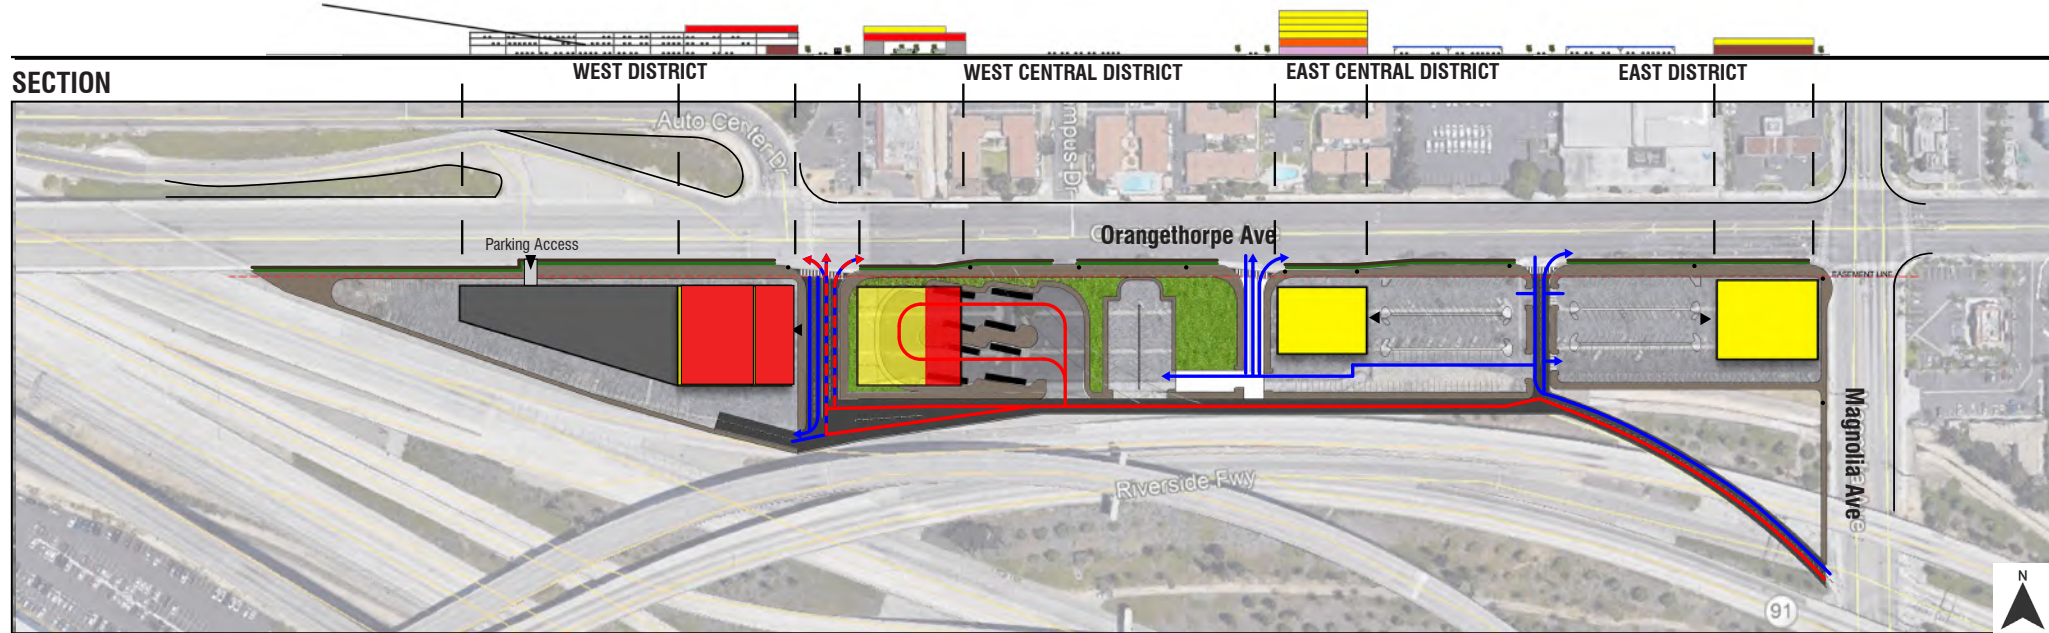 SECTION
WEST DISTRICT
WEST CENTRAL DISTRICT
EAST CENTRAL DISTRICT
EAST DISTRICT
Auto Center Dr
Parking Access
Orangethorpe Ave
EASEMENT LINE
Magnolia Ave
Riverside Fwy
91
N